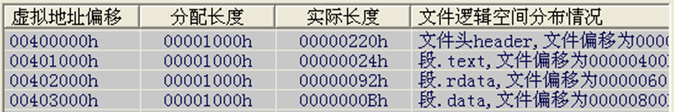 虚拟地址偏移 分配长度 实际长度 文件逻辑空间分布情况
00400000h 00001000h 00000220h 文件头header,文件偏移为0000
00401000h 00001000h 00000024h 段.text,文件偏移为00000400
00402000h 00001000h 00000092h 段.rdata,文件偏移为0000060
00403000h 00001000h 0000000Bh 段.data,文件偏移为00000800